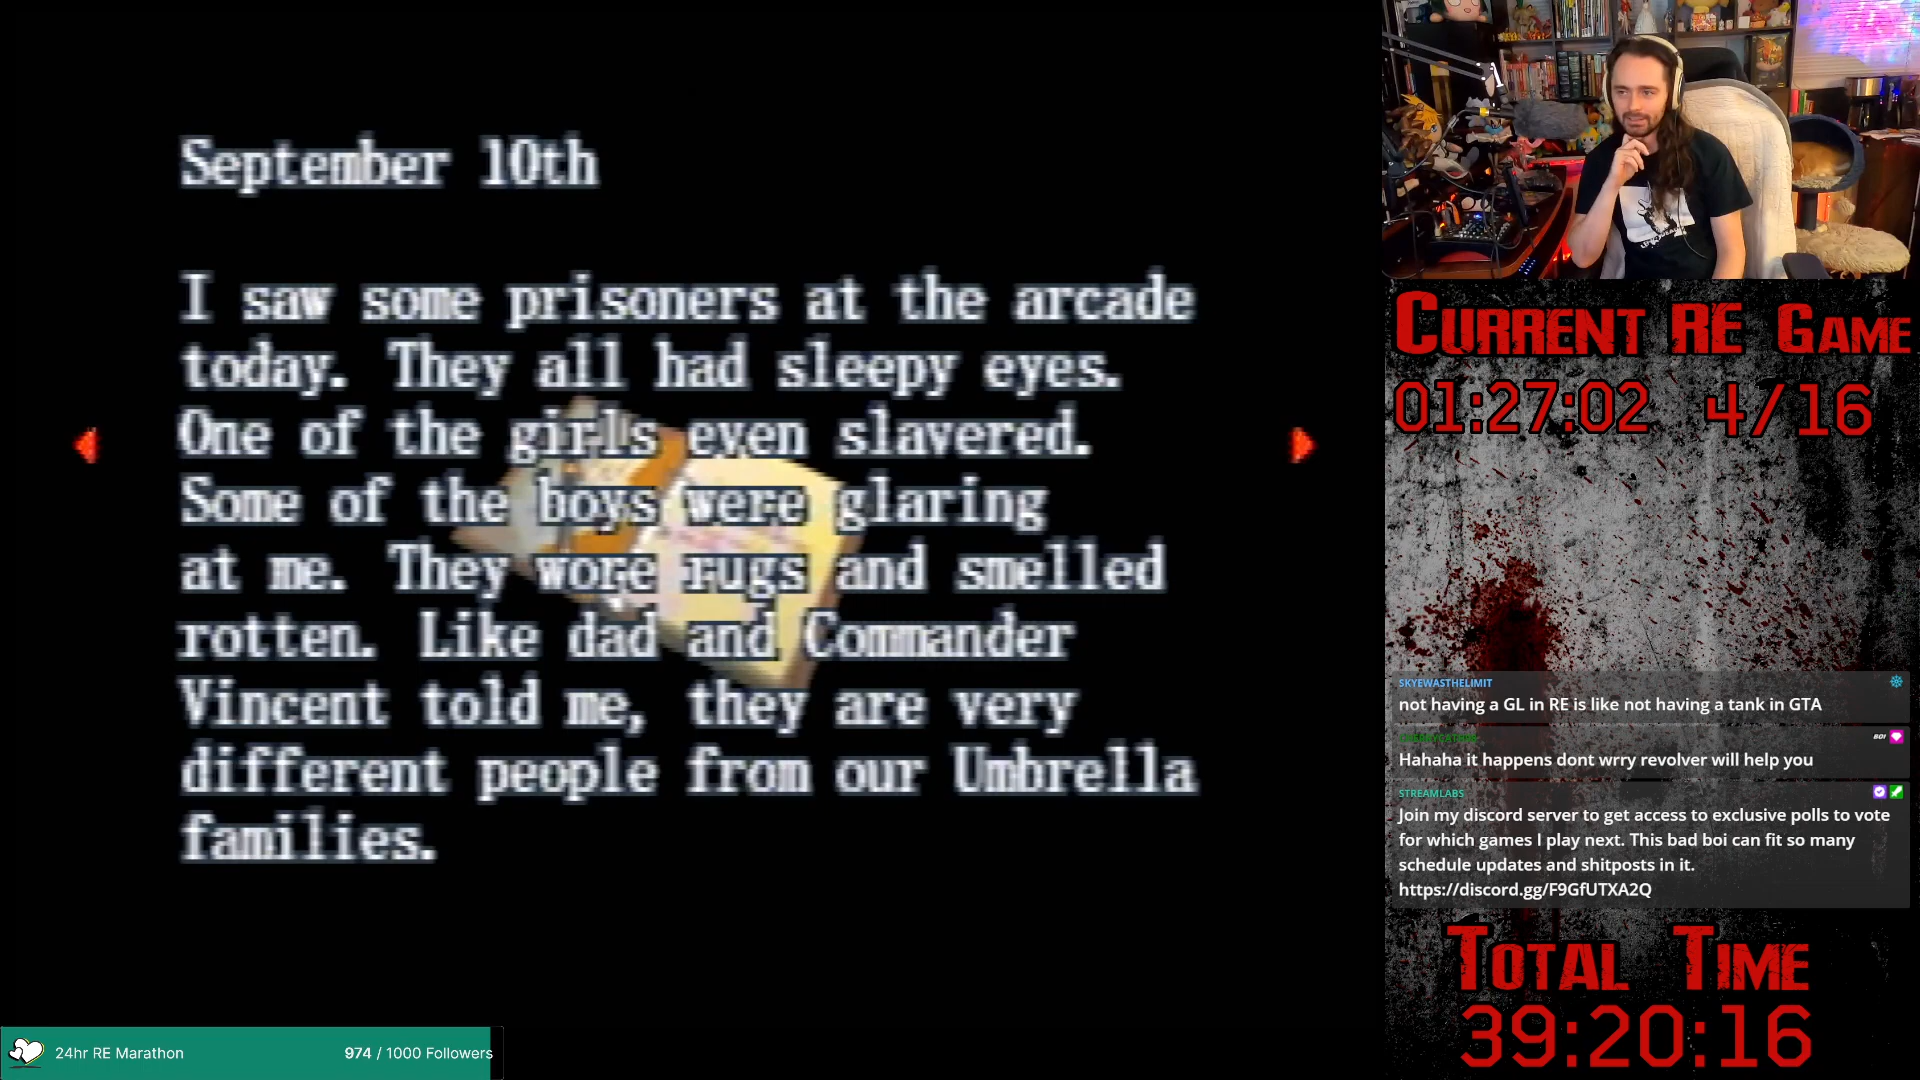 September 10th
I saw some prisoners at the arcade
today. They all had sleepy eyes.
One of the girls even slavered.
Some of the boys were glaring
at me. They wore rugs and smelled
rotten. Like dad and Commander
Vincent told me, they are very
different people from our Umbrella
families.
CURRENT RE GAME
01:27:02 4/16
SKYEWASTHELIMIT
not having a GL in RE is like not having a tank in GTA
BOI
Hahaha it happens dont wrry revolver will help you
STREAMLABS
Join my discord server to get access to exclusive polls to vote
for which games I play next. This bad boi can fit so many
schedule updates and shitposts in it.
https://discord.gg/F9GfUTXA2Q
TOTAL TIME
39:20:16
24hr RE Marathon 974 / 1000 Followers